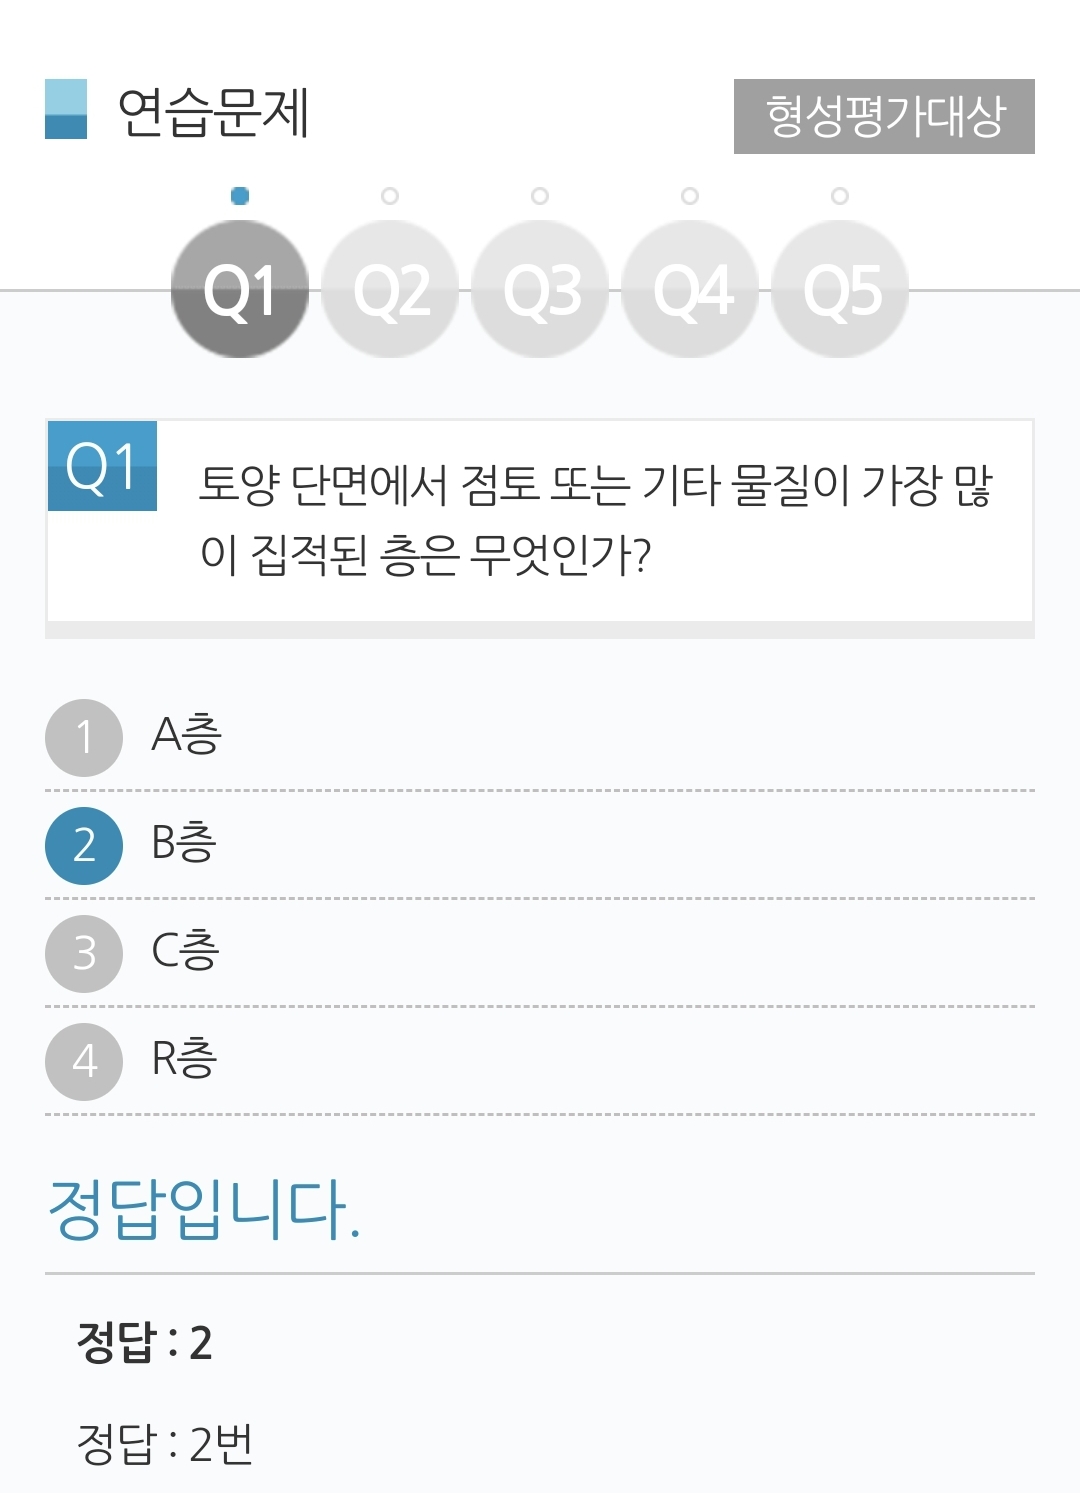 연습문제
형성평가대상
Q1 Q2 Q3 Q4 Q5
Q1
토양 단면에서 점토 또는 기타 물질이 가장 많
이 집적된 층은 무엇인가?
1 A층
2 B층
3 C층
4 R층
정답입니다.
정답 : 2
정답 : 2번